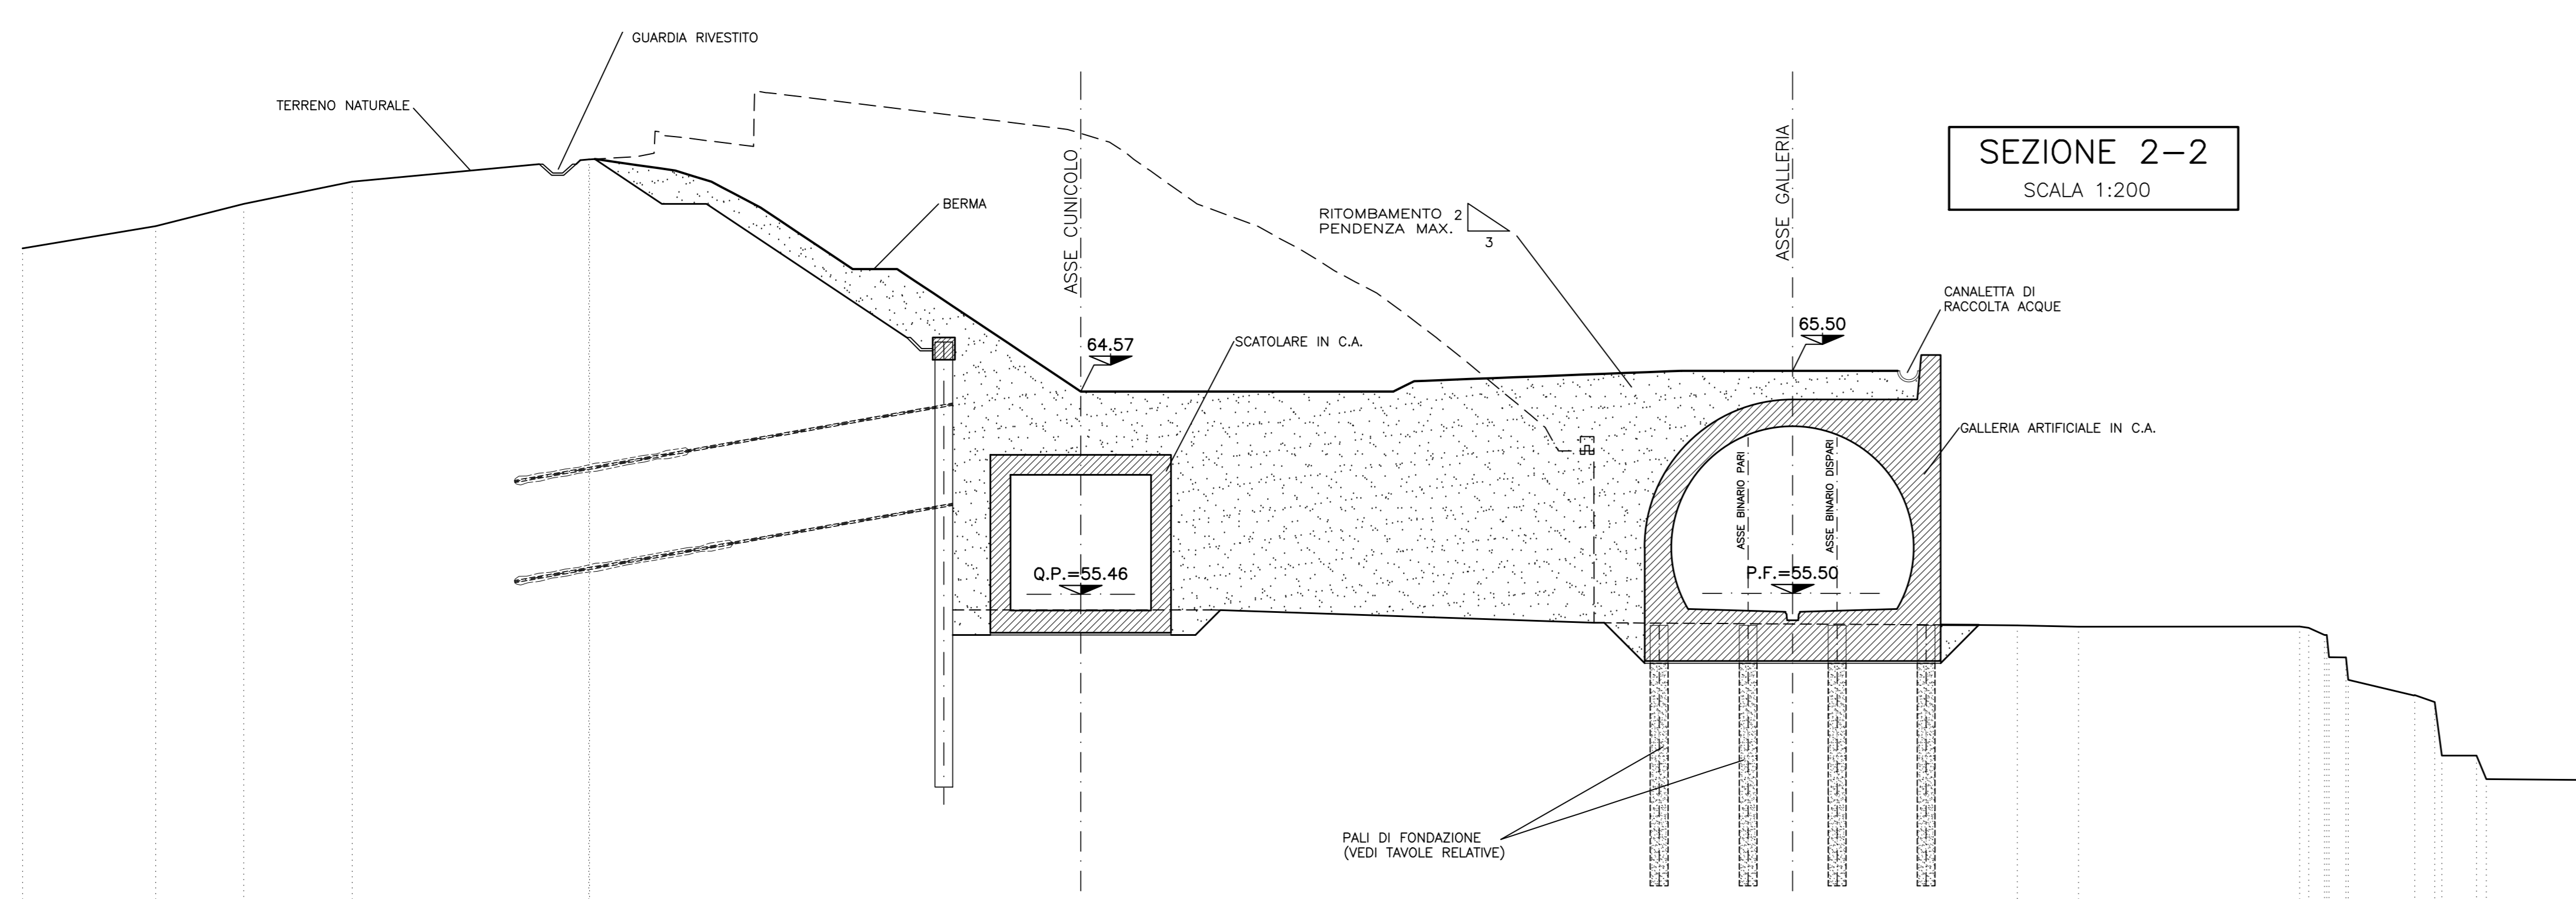 GUARDIA RIVESTITO
TERRENO NATURALE
BERMA
ASSE CUNICOLO
RITOMBAMENTO 2
PENDENZA MAX.
3
ASSE GALLERIA
SEZIONE 2-2
SCALA 1:200
CANALETTA DI
RACCOLTA ACQUE
64.57
SCATOLARE IN C.A.
65.50
GALLERIA ARTIFICIALE IN C.A.
ASSE BINARIO PARI
ASSE BINARIO DISPARI
Q.P.=55.46
P.F.=55.50
PALI DI FONDAZIONE
(VEDI TAVOLE RELATIVE)